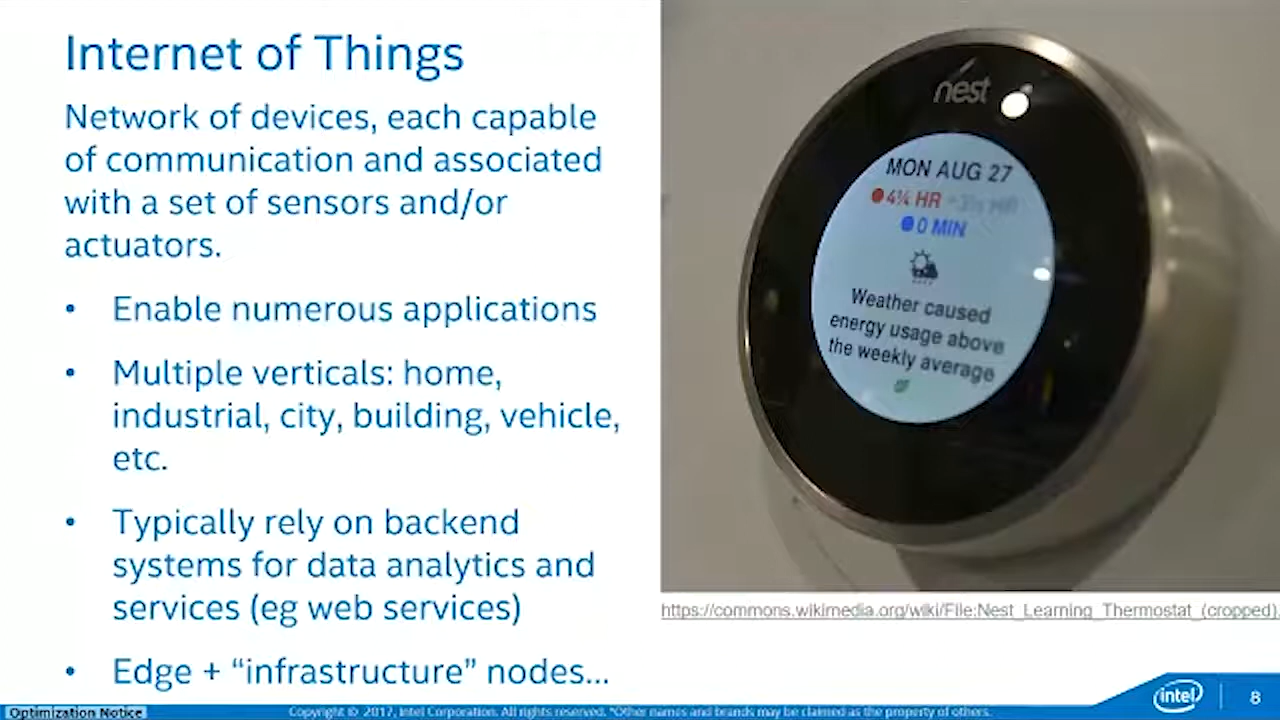 Internet of Things
Network of devices, each capable
of communication and associated
with a set of sensors and/or
actuators.
• Enable numerous applications
• Multiple verticals: home,
industrial, city, building, vehicle,
etc.
• Typically rely on backend
systems for data analytics and
services (eg web services)
• Edge + “infrastructure” nodes...
nest
MON AUG 27
4¼ HR
0 MIN
Weather caused
energy usage above
the weekly average
https://commons.wikimedia.org/wiki/File:Nest_Learning_Thermostat_(cropped).
Optimization Notice
Copyright © 2017, Intel Corporation. All rights reserved. *Other names and brands may be claimed as the property of others.
intel
8